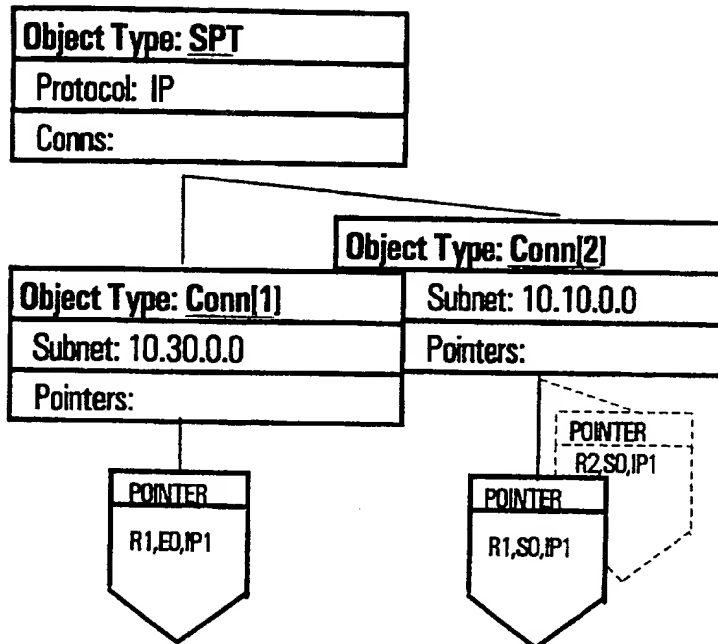 Object Type: SPT
Protocol: IP
Conns:
Object Type: Conn[2]
Subnet: 10.10.0.0
Pointers:
Object Type: Conn[1]
Subnet: 10.30.0.0
Pointers:
POINTER
R1,E0,IP1
POINTER
R1,S0,IP1
POINTER
R2,S0,IP1